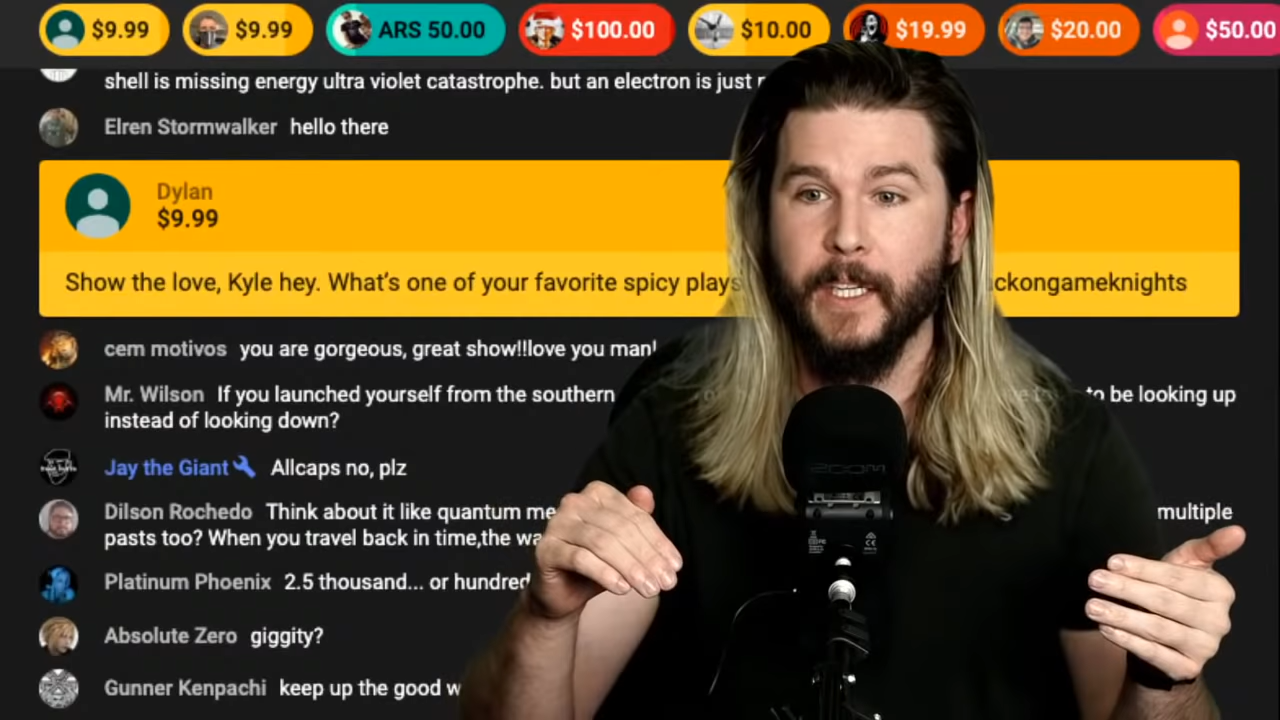 $9.99
$9.99
ARS 50.00
$100.00
$10.00
$19.99
$20.00
$50.00
shell is missing energy ultra violet catastrophe. but an electron is just
Elren Stormwalker hello there
Dylan
$9.99
Show the love, Kyle hey. What's one of your favorite spicy plays ckongameknights
cem motivos you are gorgeous, great show!!love you man!
Mr. Wilson If you launched yourself from the southern to be looking up
instead of looking down?
Jay the Giant Allcaps no, plz
Dilson Rochedo Think about it like quantum me multiple
pasts too? When you travel back in time,the wa
Platinum Phoenix 2.5 thousand... or hundred
Absolute Zero giggity?
Gunner Kenpachi keep up the good w
ZOOM